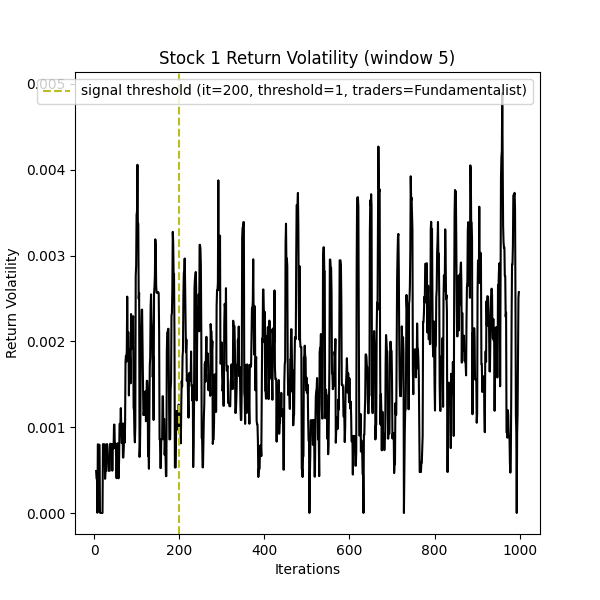 Stock 1 Return Volatility (window 5)
signal threshold (it=200, threshold=1, traders=Fundamentalist)
Return Volatility
0.005
0.004
0.003
0.002
0.001
0.000
0 200 400 600 800 1000
Iterations